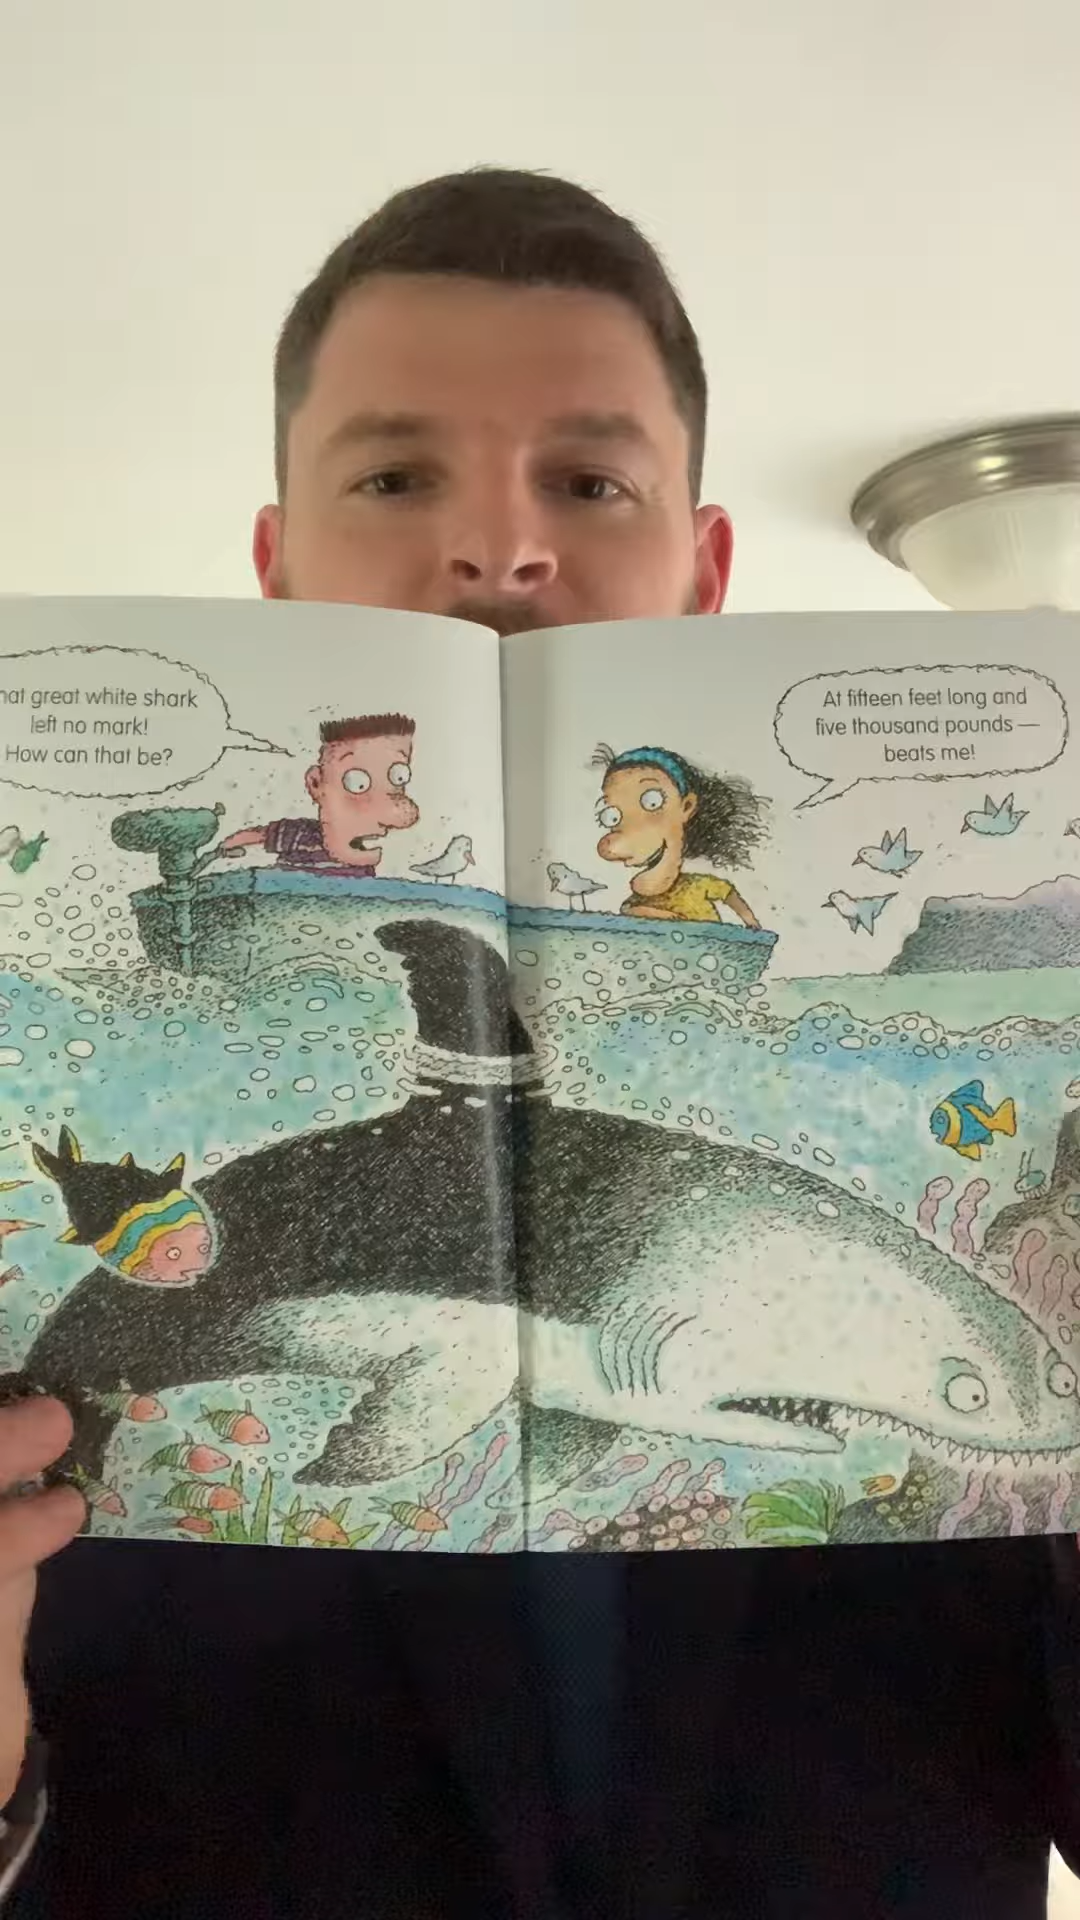 great white shark
left no mark!
How can that be?
At fifteen feet long and
five thousand pounds —
beats me!